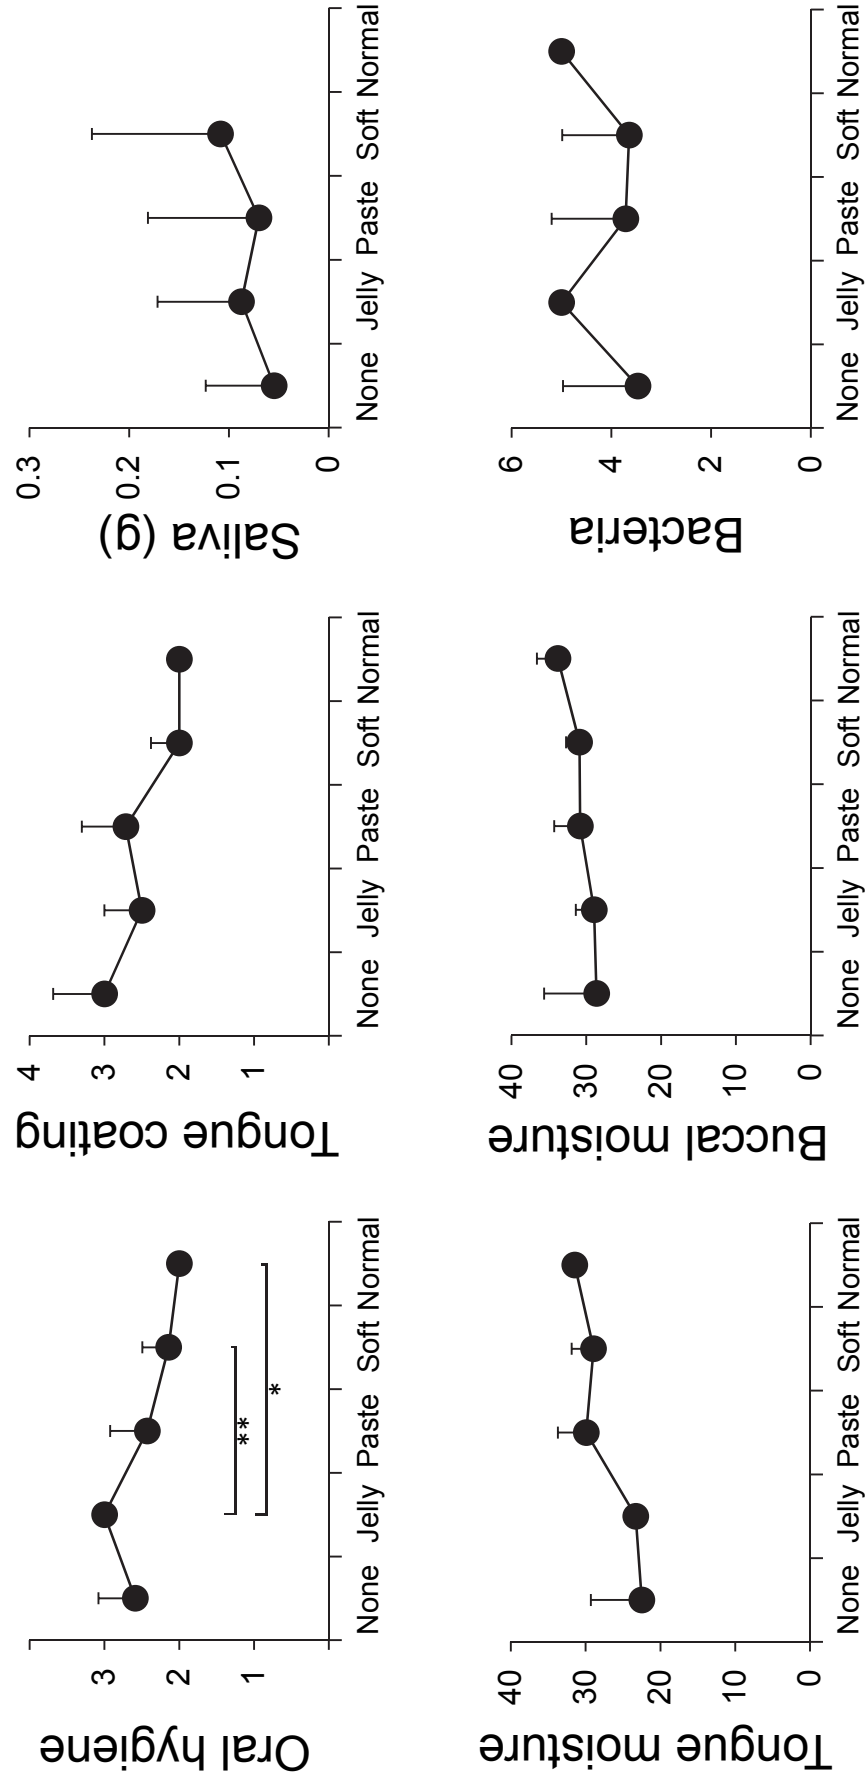 Oral hygiene
3
2
1
**
*
None Jelly Paste Soft Normal
Tongue coating
4
3
2
1
None Jelly Paste Soft Normal
Saliva (g)
0.3
0.2
0.1
0
None Jelly Paste Soft Normal
Tongue moisture
40
30
20
10
0
None Jelly Paste Soft Normal
Buccal moisture
40
30
20
10
0
None Jelly Paste Soft Normal
Bacteria
6
4
2
0
None Jelly Paste Soft Normal